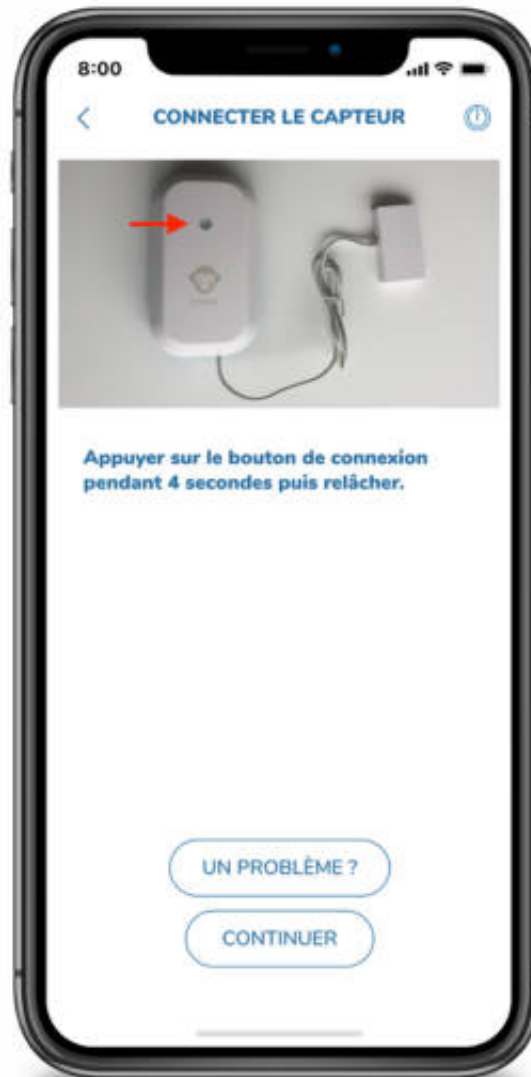 8:00
CONNECTER LE CAPTEUR
Appuyer sur le bouton de connexion
pendant 4 secondes puis relâcher.
UN PROBLÈME ?
CONTINUER